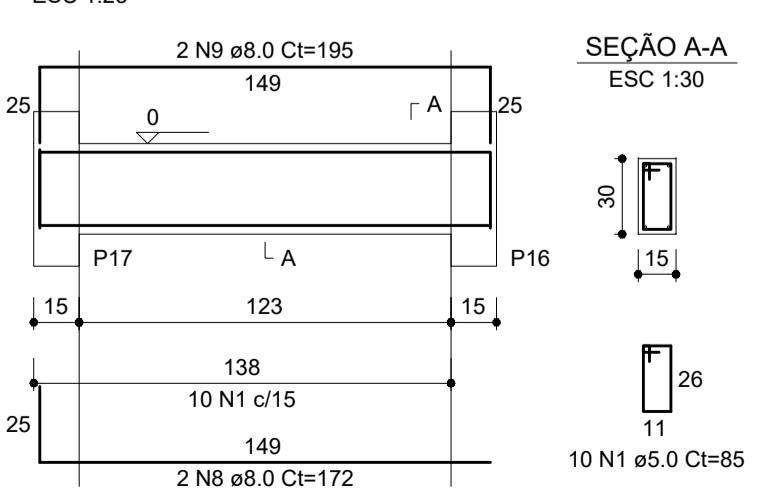 2 N9 ø8.0 Ct=195
149
25
25
A
0
P17
A
P16
15
123
15
138
10 N1 c/15
25
149
2 N8 ø8.0 Ct=172
SEÇÃO A-A
ESC 1:30
30
15
26
11
10 N1 ø5.0 Ct=85